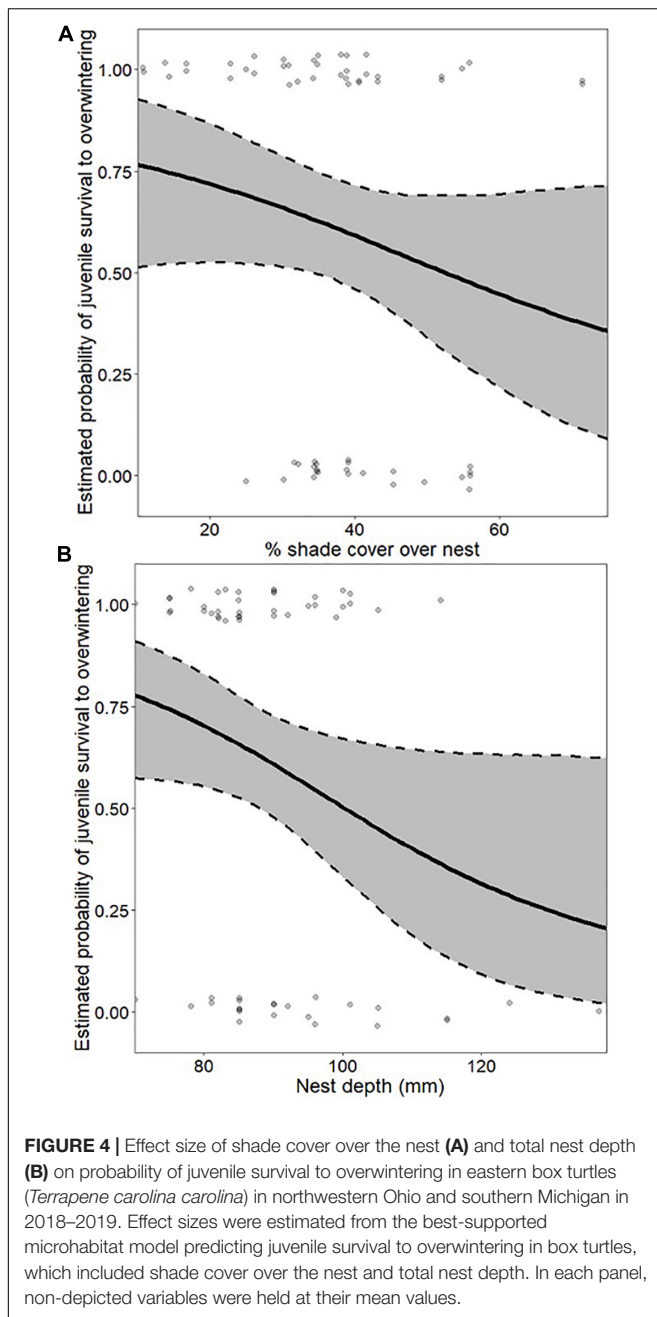 A
Estimated probability of juvenile survival to overwintering
1.00
0.75
0.50
0.25
0.00
20
40
60
% shade cover over nest
B
Estimated probability of juvenile survival to overwintering
1.00
0.75
0.50
0.25
0.00
80
100
120
Nest depth (mm)
FIGURE 4 | Effect size of shade cover over the nest (A) and total nest depth
(B) on probability of juvenile survival to overwintering in eastern box turtles
(Terrapene carolina carolina) in northwestern Ohio and southern Michigan in
2018–2019. Effect sizes were estimated from the best-supported
microhabitat model predicting juvenile survival to overwintering in box turtles,
which included shade cover over the nest and total nest depth. In each panel,
non-depicted variables were held at their mean values.